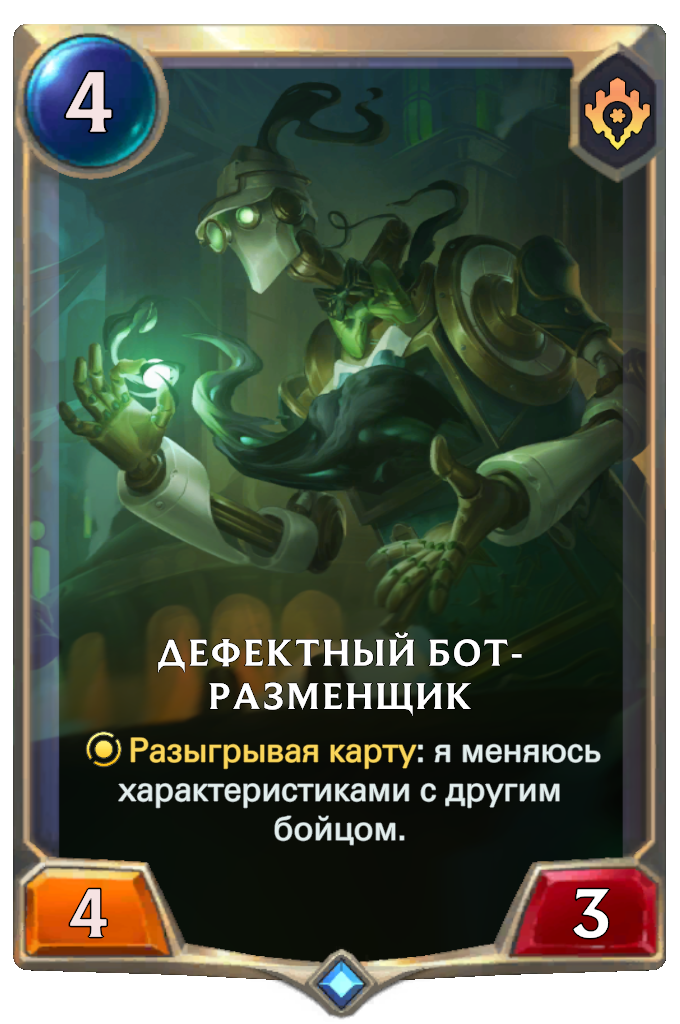 4
ДЕФЕКТНЫЙ БОТ-
РАЗМЕНЩИК
Разыгрывая карту: я меняюсь
характеристиками с другим
бойцом.
4
3